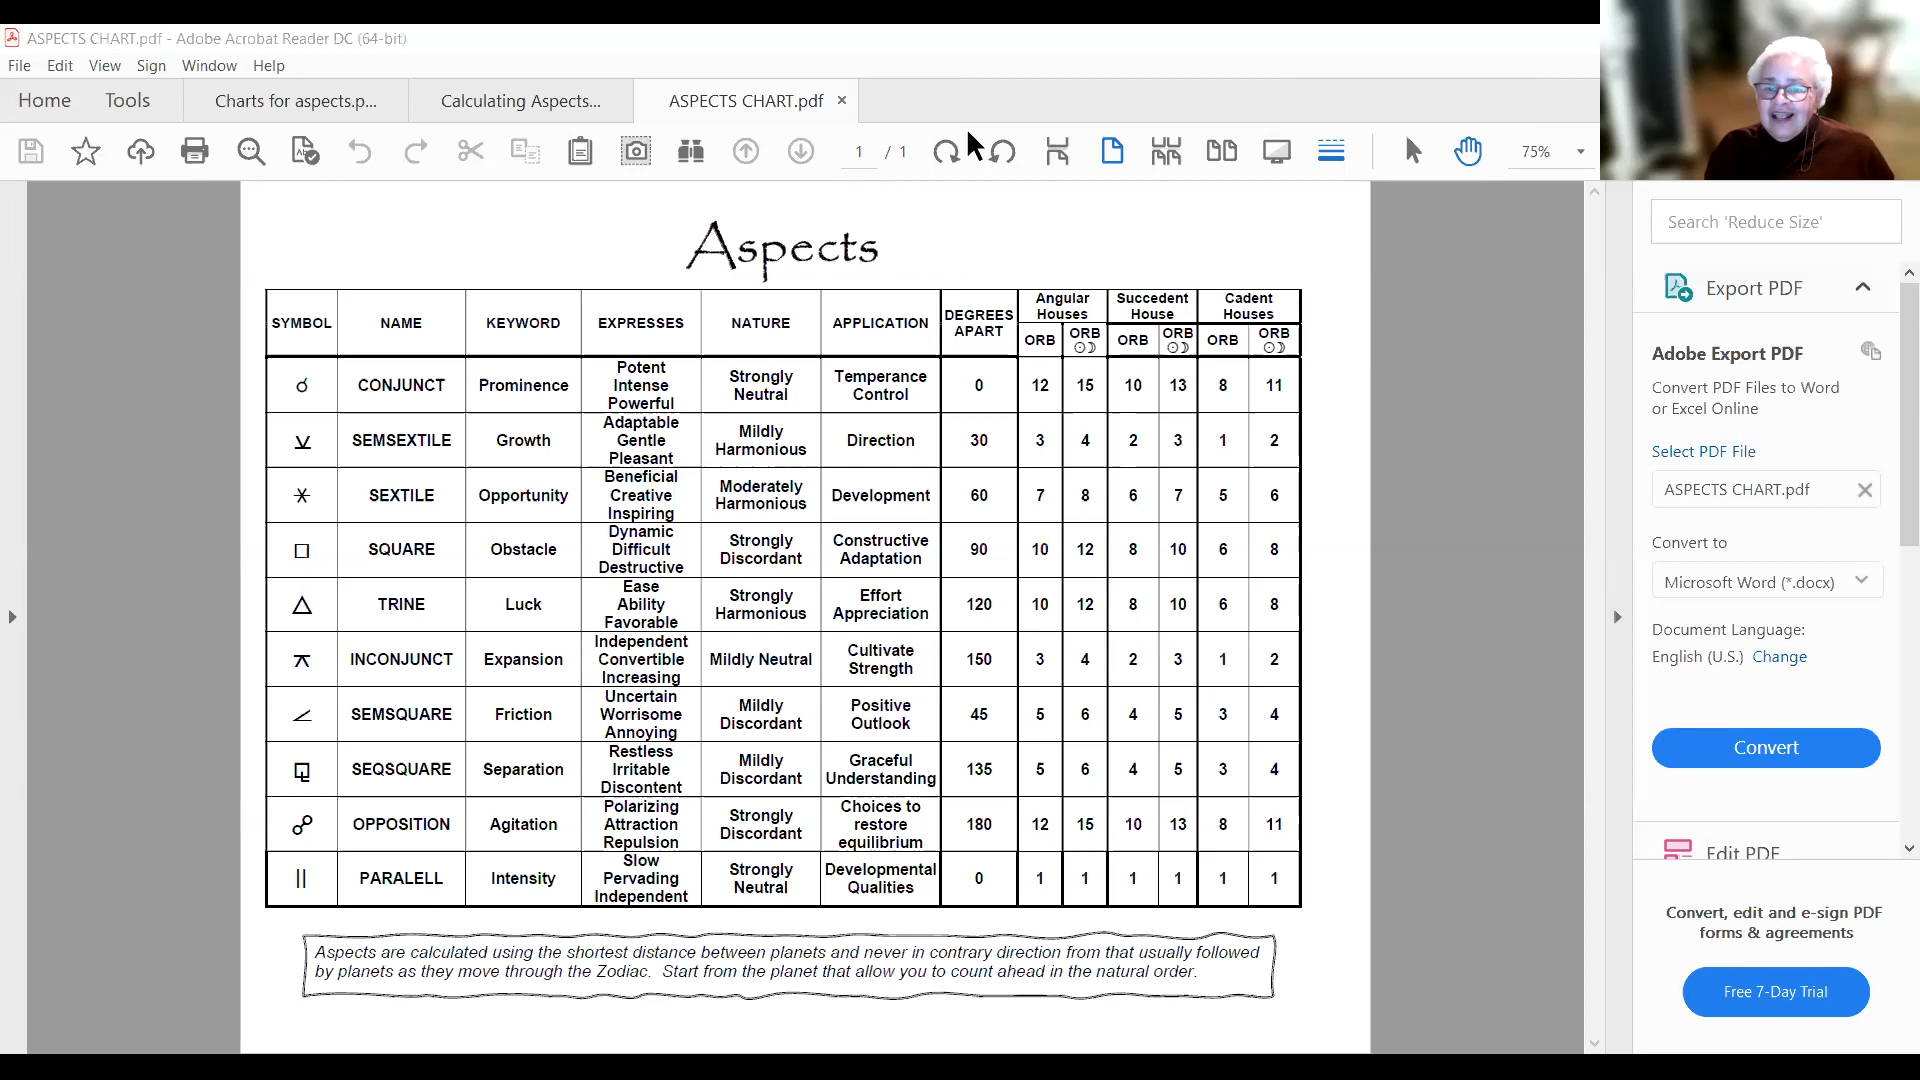 ASPECTS CHART.pdf - Adobe Acrobat Reader DC (64-bit)
File Edit View Sign Window Help
Home Tools Charts for aspects.p... Calculating Aspects... ASPECTS CHART.pdf ×
1 / 1 75%
Aspects
SYMBOL NAME KEYWORD EXPRESSES NATURE APPLICATION DEGREES APART Angular Houses Succedent House Cadent Houses
ORB ORB ☉☽ ORB ORB ☉☽ ORB ORB ☉☽
☌ CONJUNCT Prominence Potent Intense Powerful Strongly Neutral Temperance Control 0 12 15 10 13 8 11
⚺ SEMSEXTILE Growth Adaptable Gentle Pleasant Mildly Harmonious Direction 30 3 4 2 3 1 2
⚹ SEXTILE Opportunity Beneficial Creative Inspiring Moderately Harmonious Development 60 7 8 6 7 5 6
□ SQUARE Obstacle Dynamic Difficult Destructive Strongly Discordant Constructive Adaptation 90 10 12 8 10 6 8
△ TRINE Luck Ease Ability Favorable Strongly Harmonious Effort Appreciation 120 10 12 8 10 6 8
⚻ INCONJUNCT Expansion Independent Convertible Increasing Mildly Neutral Cultivate Strength 150 3 4 2 3 1 2
∠ SEMSQUARE Friction Uncertain Worrisome Annoying Mildly Discordant Positive Outlook 45 5 6 4 5 3 4
⚼ SEQSQUARE Separation Restless Irritable Discontent Mildly Discordant Graceful Understanding 135 5 6 4 5 3 4
☍ OPPOSITION Agitation Polarizing Attraction Repulsion Strongly Discordant Choices to restore equilibrium 180 12 15 10 13 8 11
|| PARALELL Intensity Slow Pervading Independent Strongly Neutral Developmental Qualities 0 1 1 1 1 1 1
Aspects are calculated using the shortest distance between planets and never in contrary direction from that usually followed
by planets as they move through the Zodiac. Start from the planet that allow you to count ahead in the natural order.
Search 'Reduce Size'
Export PDF
Adobe Export PDF
Convert PDF Files to Word
or Excel Online
Select PDF File
ASPECTS CHART.pdf
Convert to
Microsoft Word (*.docx)
Document Language:
English (U.S.) Change
Convert
Edit PDF
Convert, edit and e-sign PDF
forms & agreements
Free 7-Day Trial